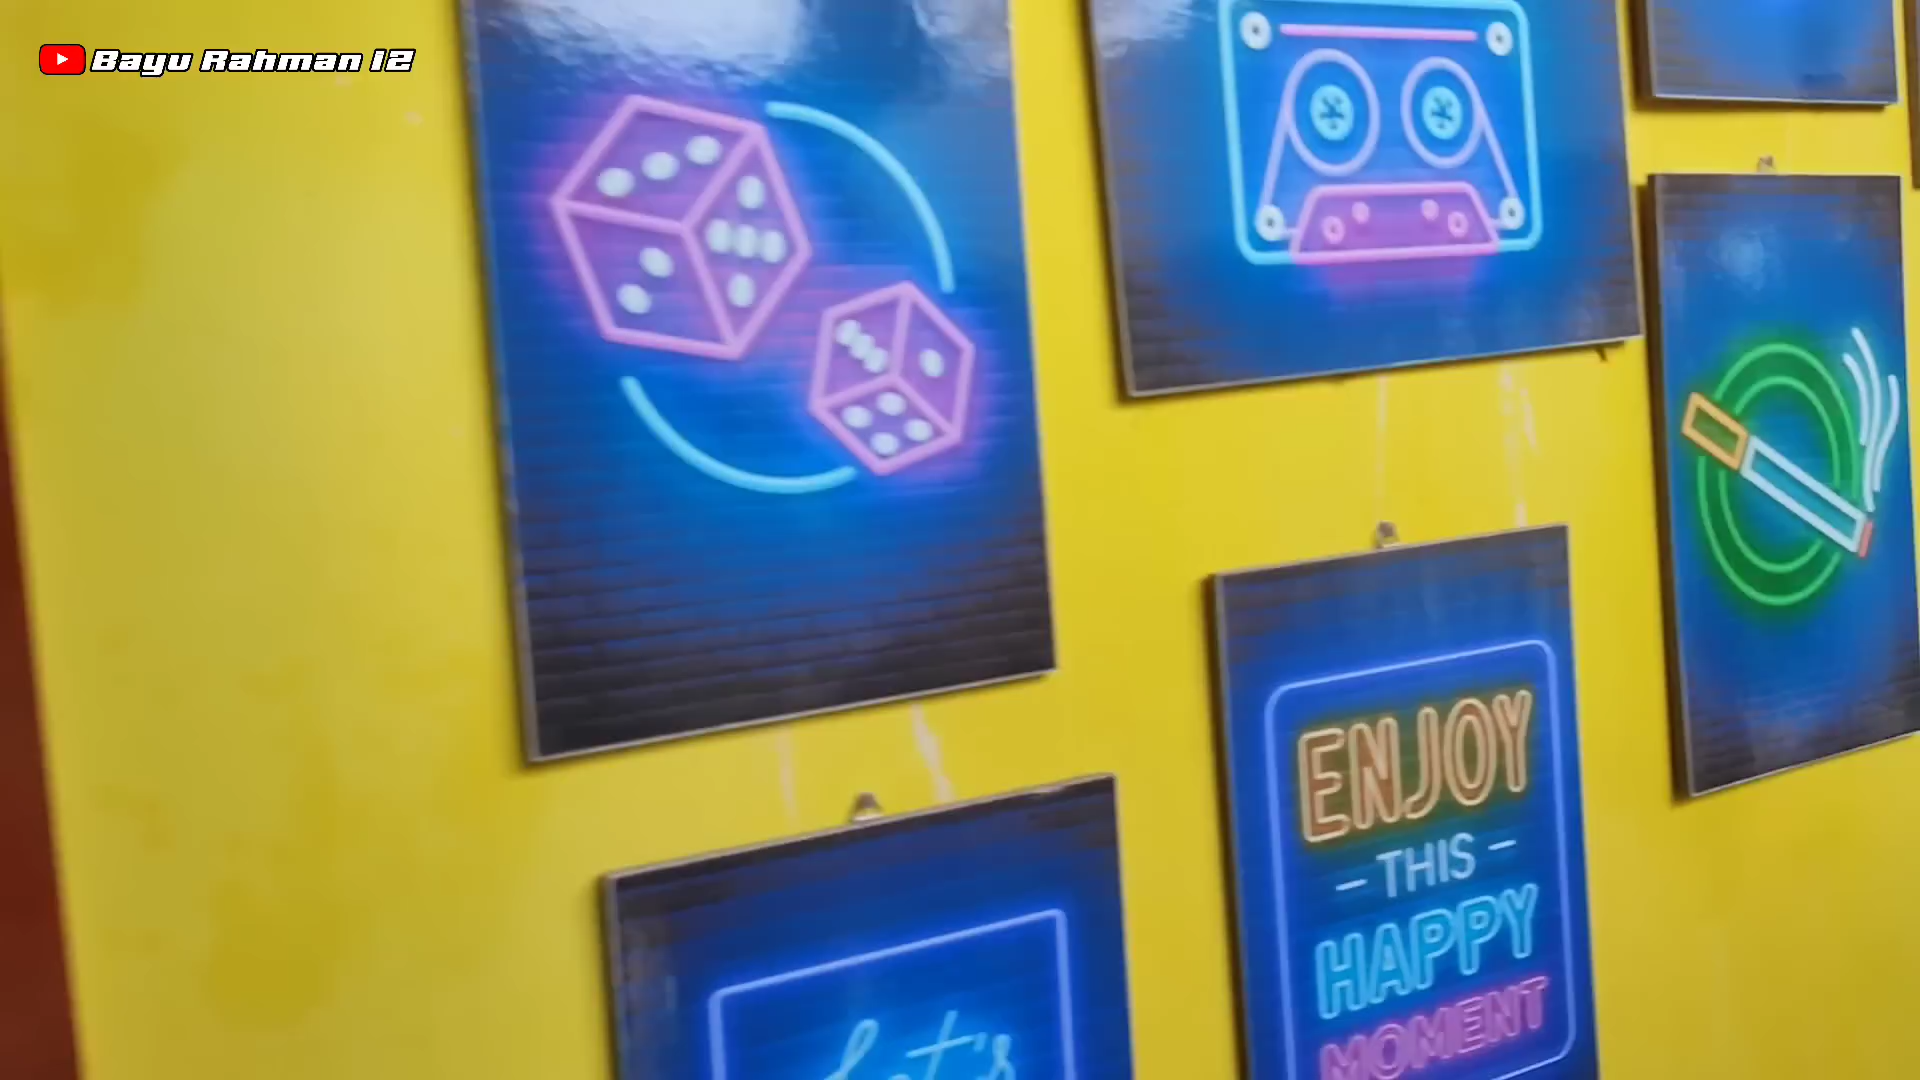 Bayu Rahman 12
ENJOY
- THIS -
HAPPY
MOMENT
Let's